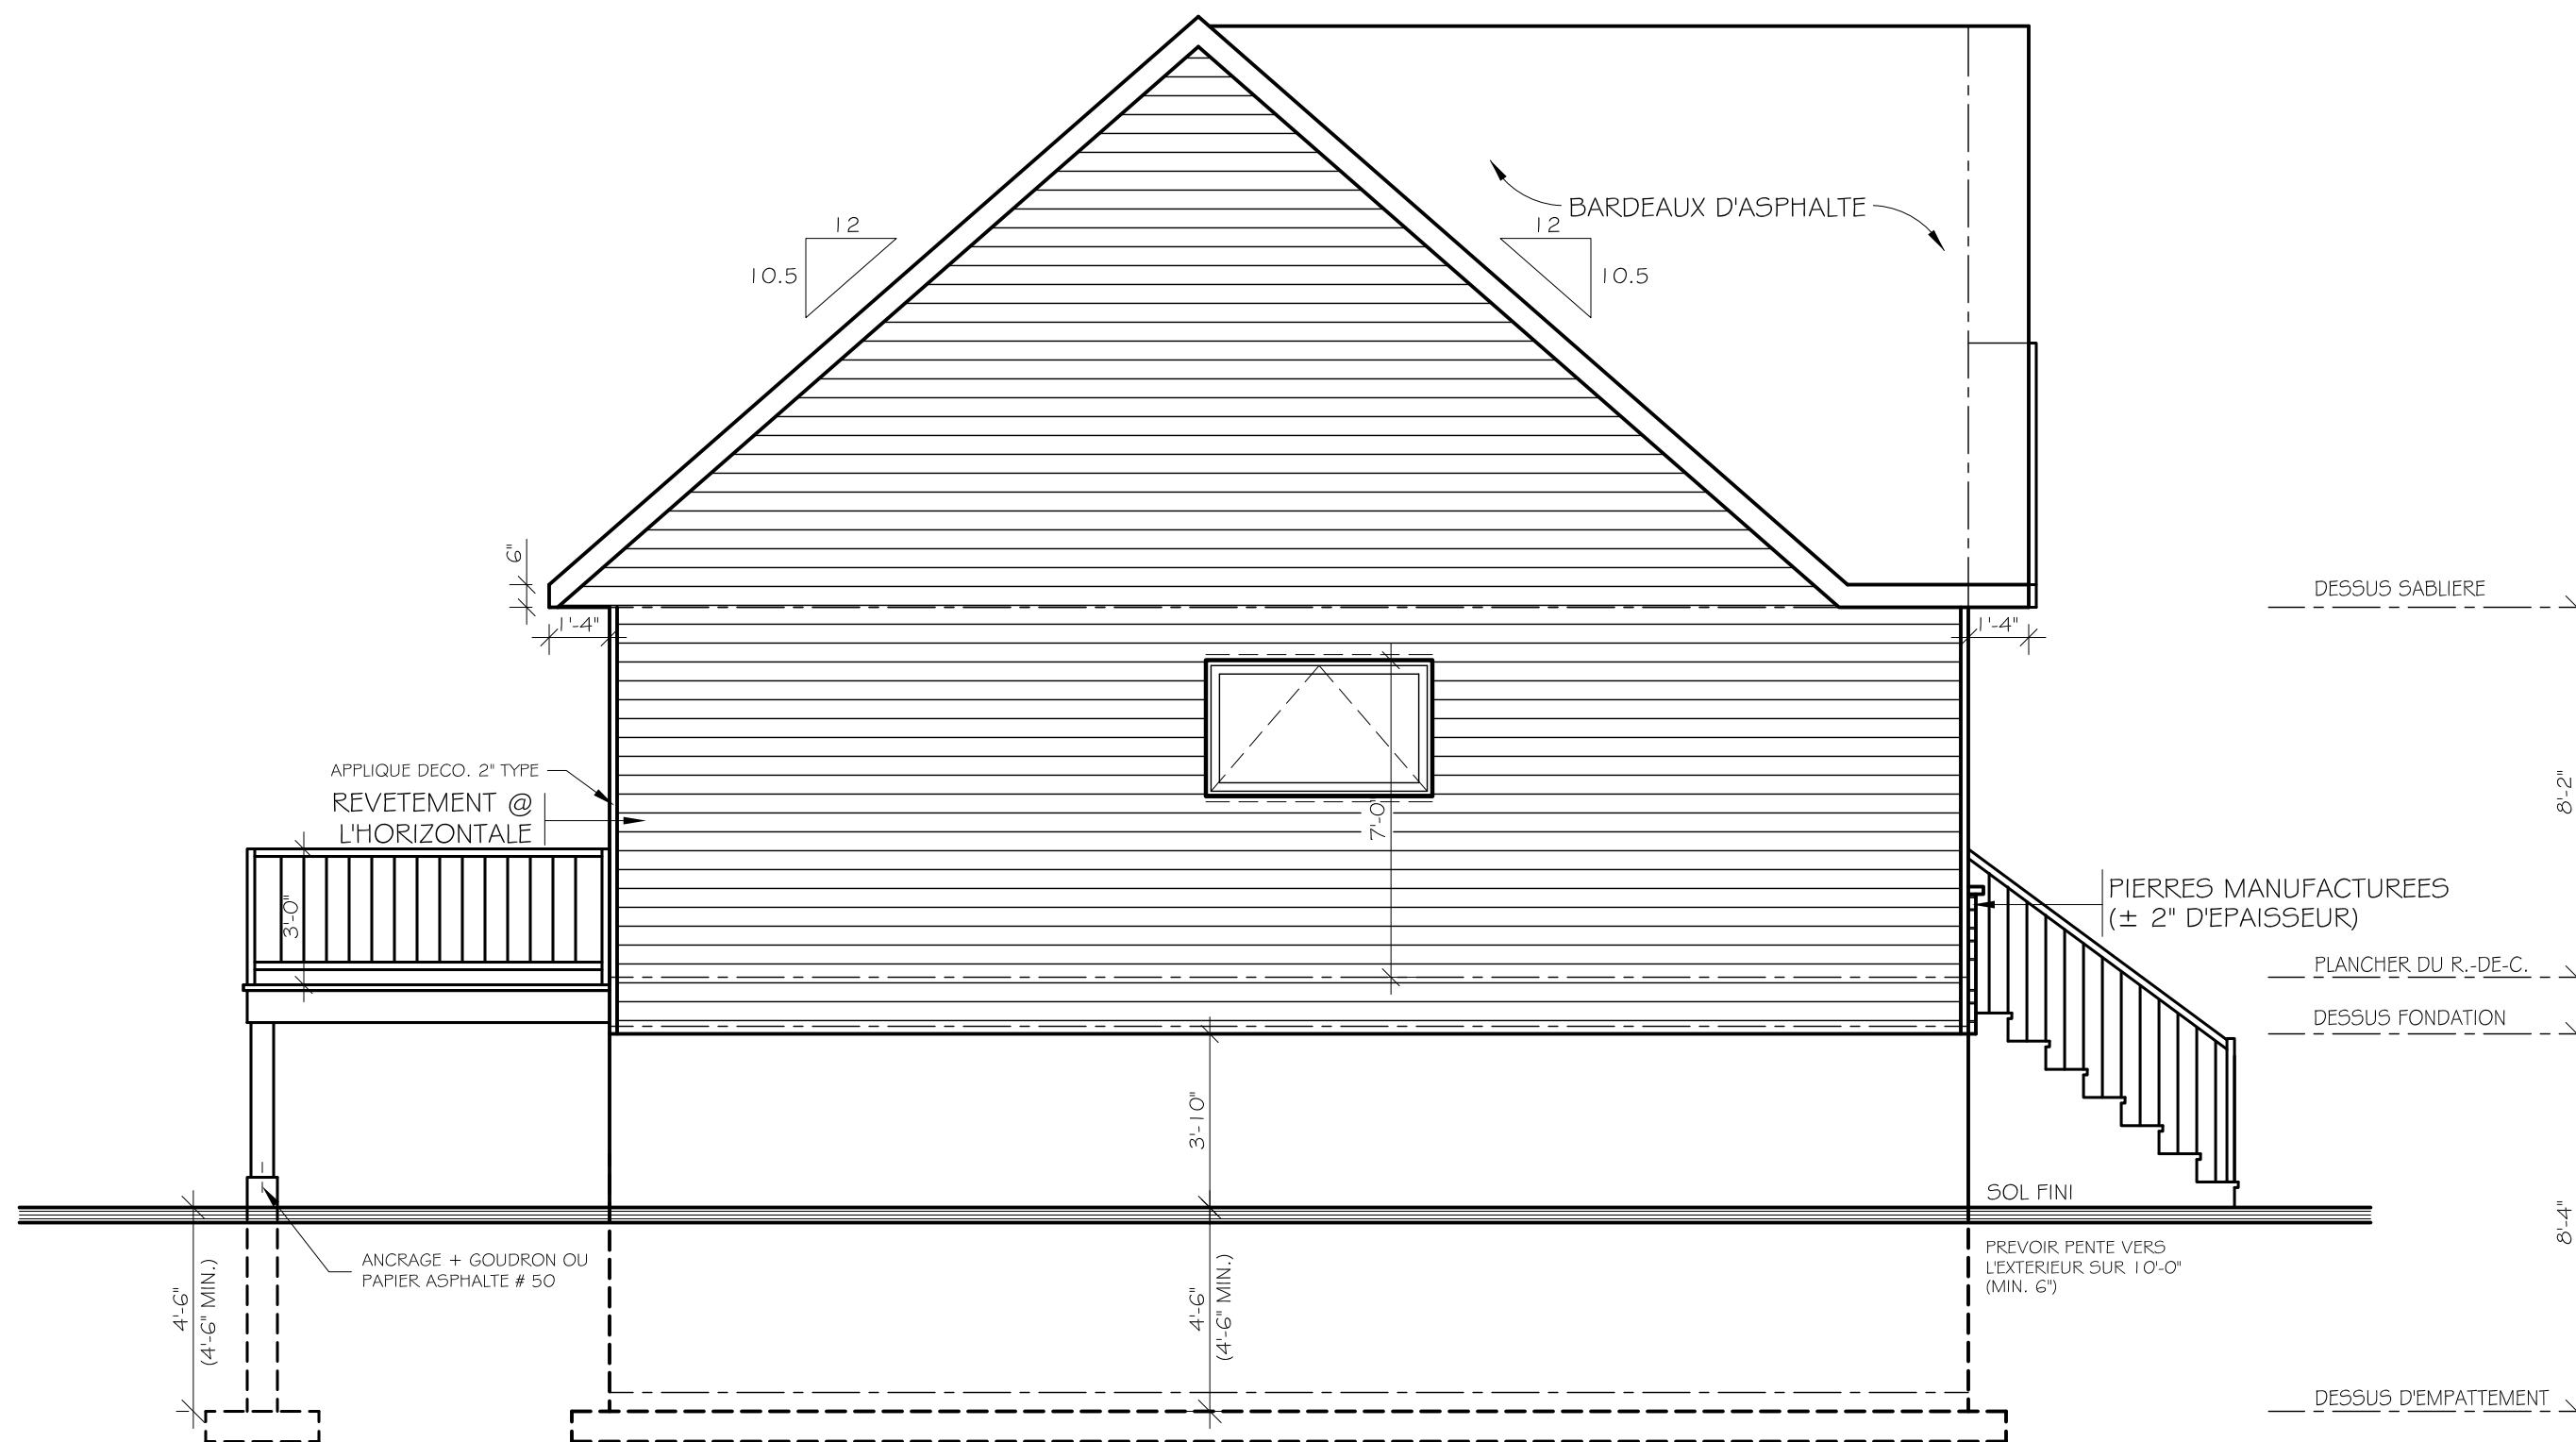 BARDEAUX D'ASPHALTE
12
10.5
12
10.5
6"
1'-4"
1'-4"
DESSUS SABLIERE
APPLIQUE DECO. 2" TYPE
REVETEMENT @
L'HORIZONTALE
7'-0"
8'-2"
3'-0"
PIERRES MANUFACTUREES
(± 2" D'EPAISSEUR)
PLANCHER DU R.-DE-C.
DESSUS FONDATION
3'-10"
SOL FINI
8'-4"
PREVOIR PENTE VERS
L'EXTERIEUR SUR 10'-0"
(MIN. 6")
ANCRAGE + GOUDRON OU
PAPIER ASPHALTE # 50
4'-6"
(4'-6" MIN.)
4'-6"
(4'-6" MIN.)
DESSUS D'EMPATTEMENT